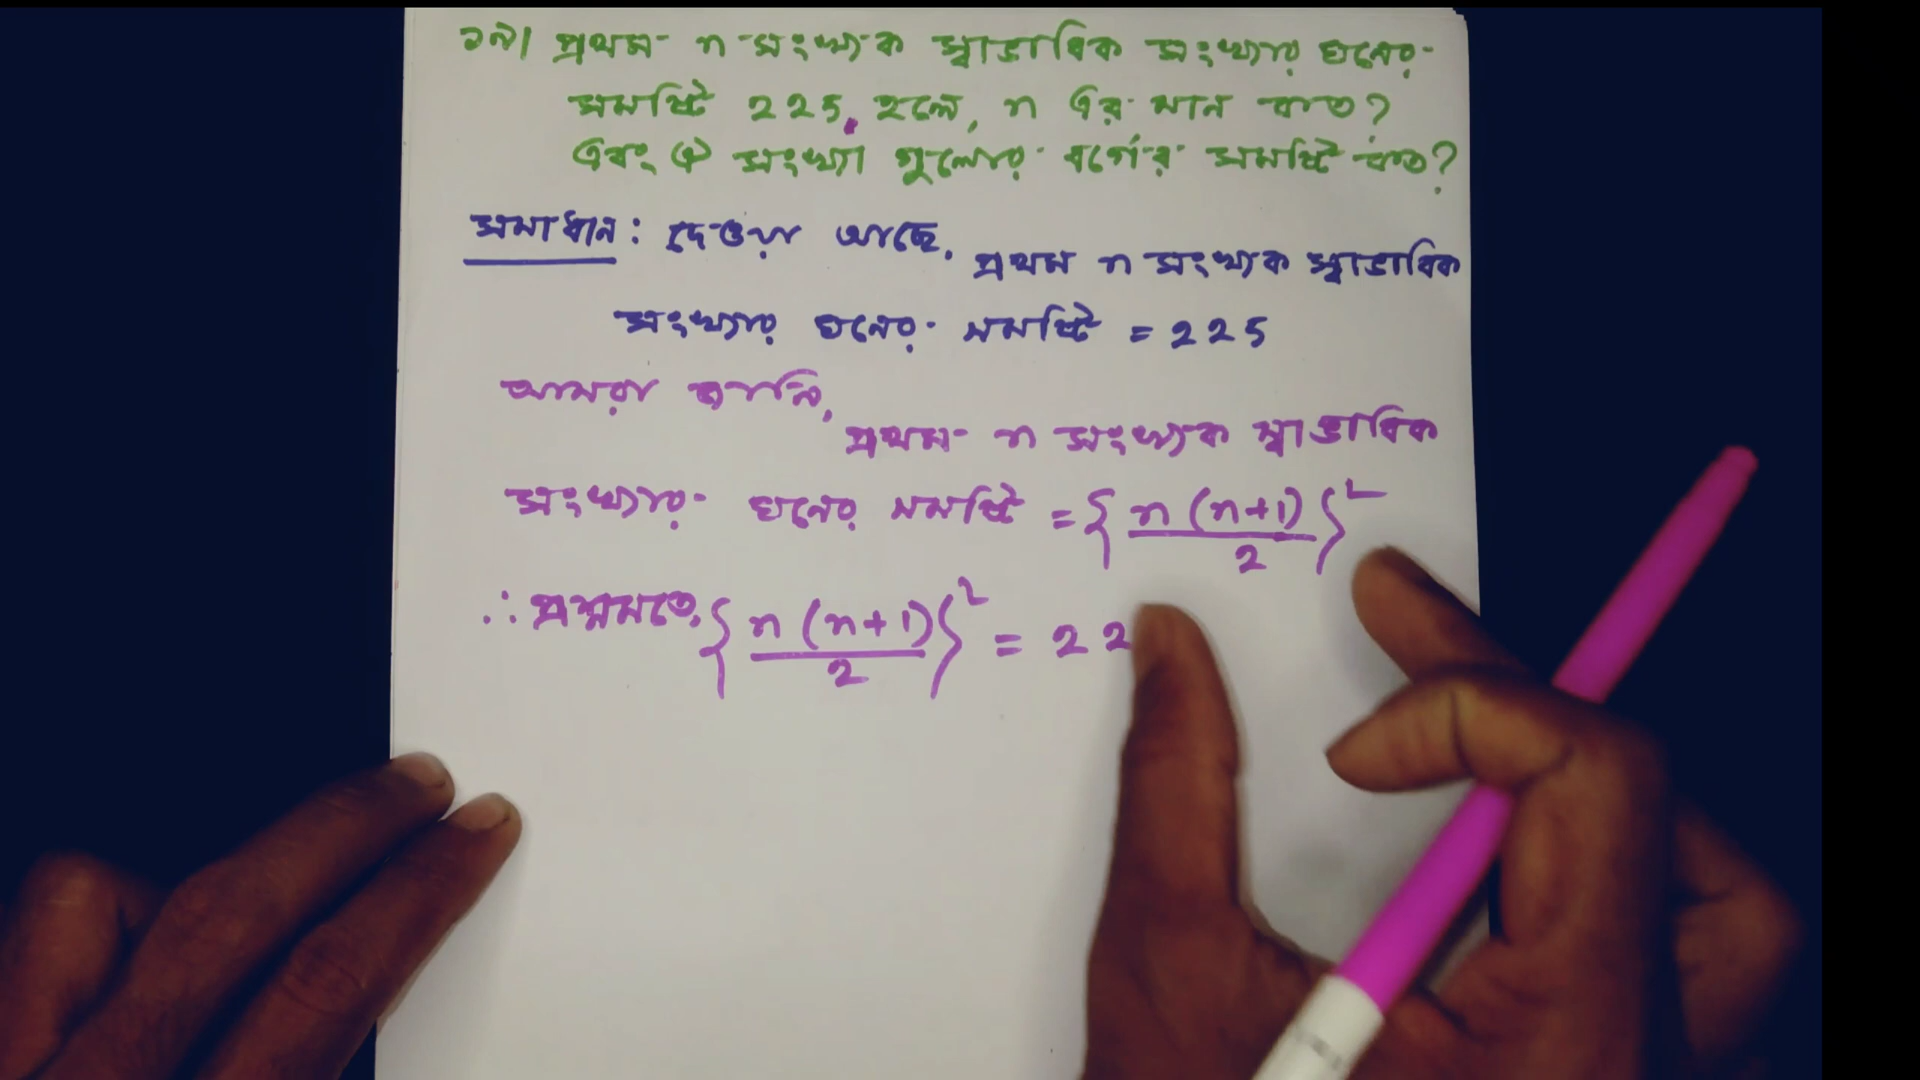 ১৯। প্রথম n সংখ্যক স্বাভাবিক সংখ্যার ঘনের
সমষ্টি 225, হলে, n এর মান কত?
এবং ঐ সংখ্যা গুলোর বর্গের সমষ্টি কত?
সমাধান: দেওয়া আছে,
প্রথম n সংখ্যক স্বাভাবিক
সংখ্যার ঘনের সমষ্টি = 225
আমরা জানি,
প্রথম n সংখ্যক স্বাভাবিক
সংখ্যার ঘনের সমষ্টি = {n(n+1)/2}²
∴ প্রশ্নমতে, {n(n+1)/2}² = 22